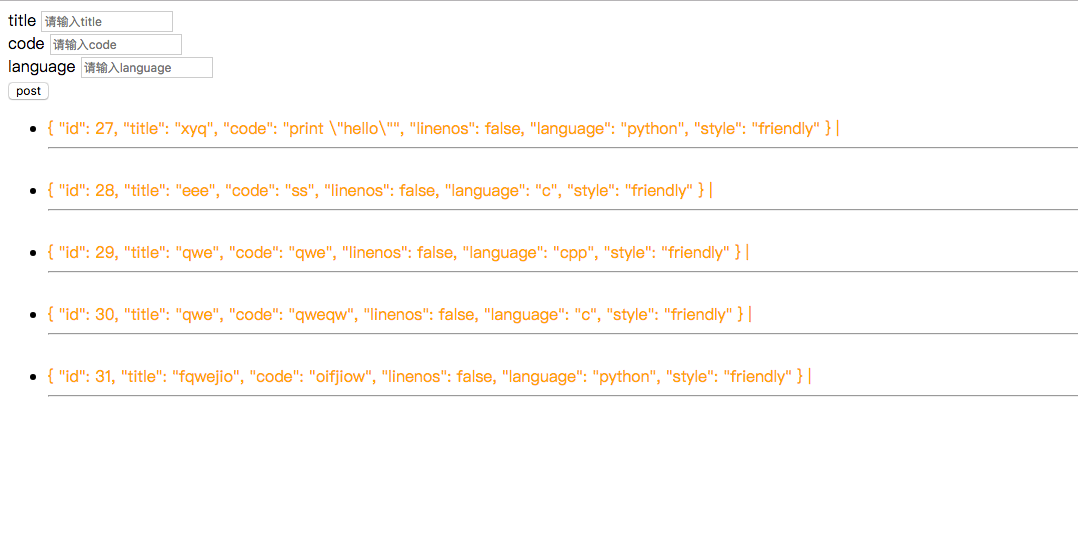 title 请输入title
code 请输入code
language 请输入language
post
{ "id": 27, "title": "xyq", "code": "print \"hello\"", "linenos": false, "language": "python", "style": "friendly" } |
{ "id": 28, "title": "eee", "code": "ss", "linenos": false, "language": "c", "style": "friendly" } |
{ "id": 29, "title": "qwe", "code": "qwe", "linenos": false, "language": "cpp", "style": "friendly" } |
{ "id": 30, "title": "qwe", "code": "qweqw", "linenos": false, "language": "c", "style": "friendly" } |
{ "id": 31, "title": "fqwejio", "code": "oifjiow", "linenos": false, "language": "python", "style": "friendly" } |